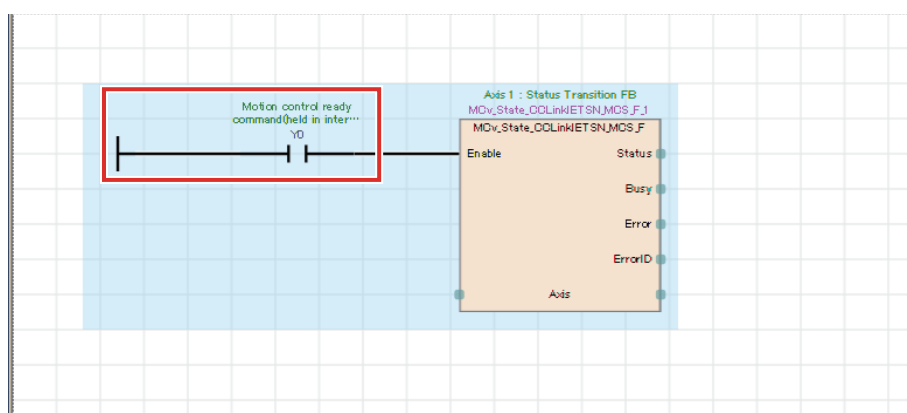 Motion control ready
command(held in inter…
Y0
Axis 1 : Status Transition FB
MCv_State_CCLinkIETSN_MCS_F_1
MCv_State_CCLinkIETSN_MCS_F
Enable
Status
Busy
Error
ErrorID
Axis